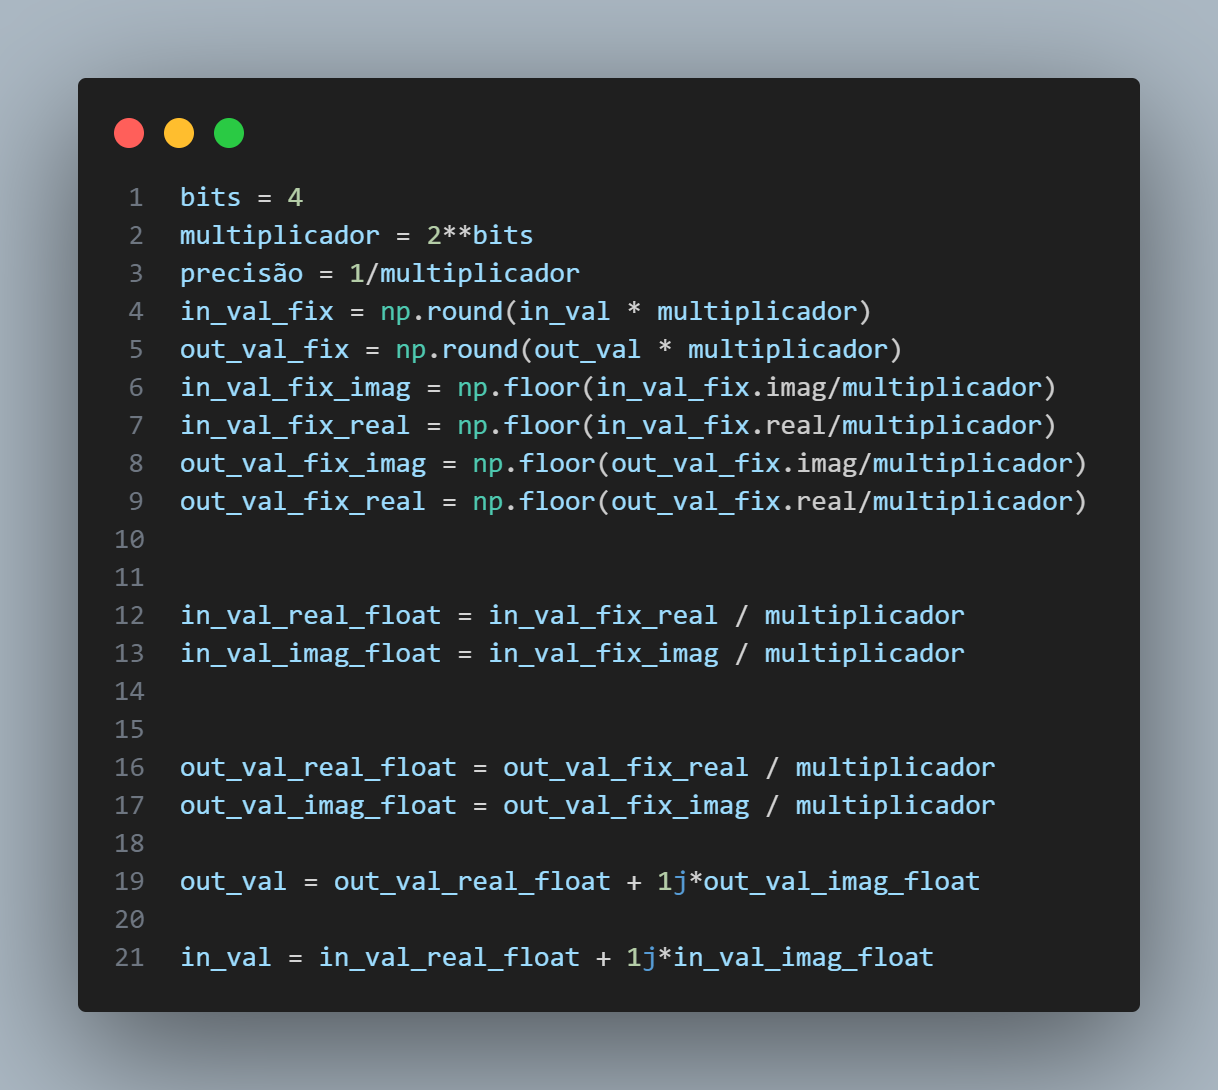 1 bits = 4
2 multiplicador = 2**bits
3 precisão = 1/multiplicador
4 in_val_fix = np.round(in_val * multiplicador)
5 out_val_fix = np.round(out_val * multiplicador)
6 in_val_fix_imag = np.floor(in_val_fix.imag/multiplicador)
7 in_val_fix_real = np.floor(in_val_fix.real/multiplicador)
8 out_val_fix_imag = np.floor(out_val_fix.imag/multiplicador)
9 out_val_fix_real = np.floor(out_val_fix.real/multiplicador)
10
11
12 in_val_real_float = in_val_fix_real / multiplicador
13 in_val_imag_float = in_val_fix_imag / multiplicador
14
15
16 out_val_real_float = out_val_fix_real / multiplicador
17 out_val_imag_float = out_val_fix_imag / multiplicador
18
19 out_val = out_val_real_float + 1j*out_val_imag_float
20
21 in_val = in_val_real_float + 1j*in_val_imag_float